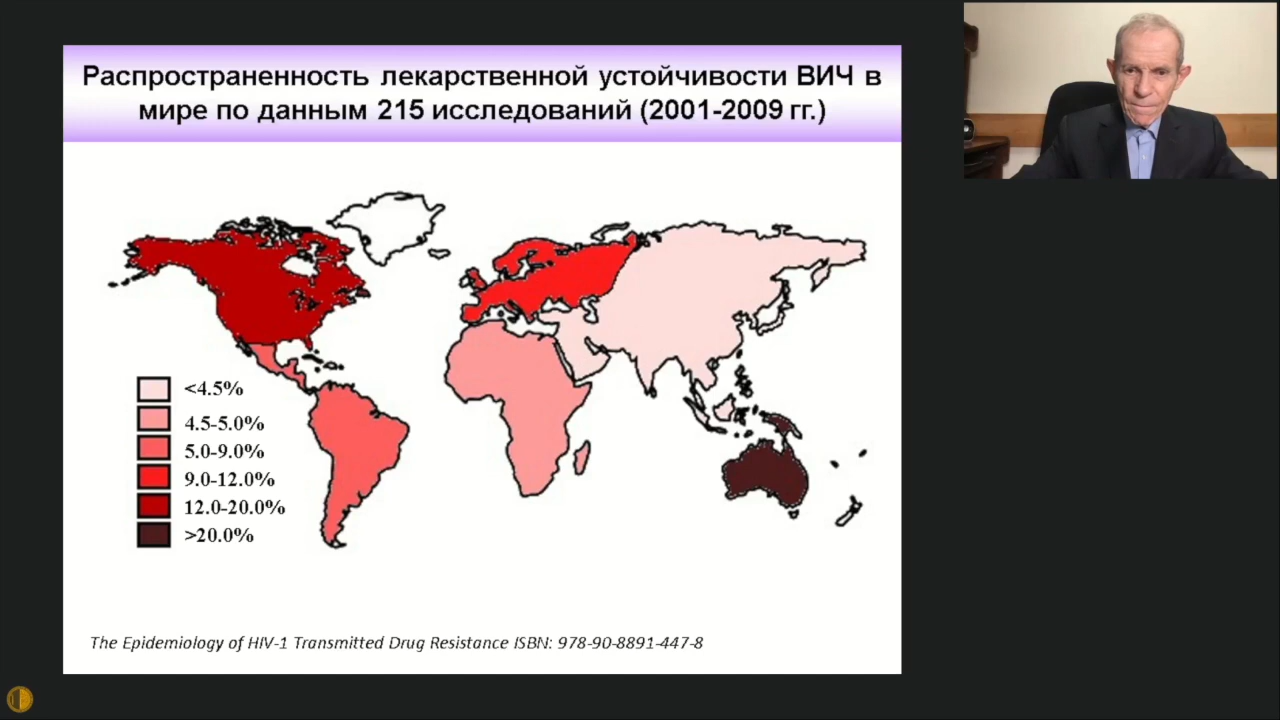 Распространенность лекарственной устойчивости ВИЧ в
мире по данным 215 исследований (2001-2009 гг.)
<4.5%
4.5-5.0%
5.0-9.0%
9.0-12.0%
12.0-20.0%
>20.0%
The Epidemiology of HIV-1 Transmitted Drug Resistance ISBN: 978-90-8891-447-8